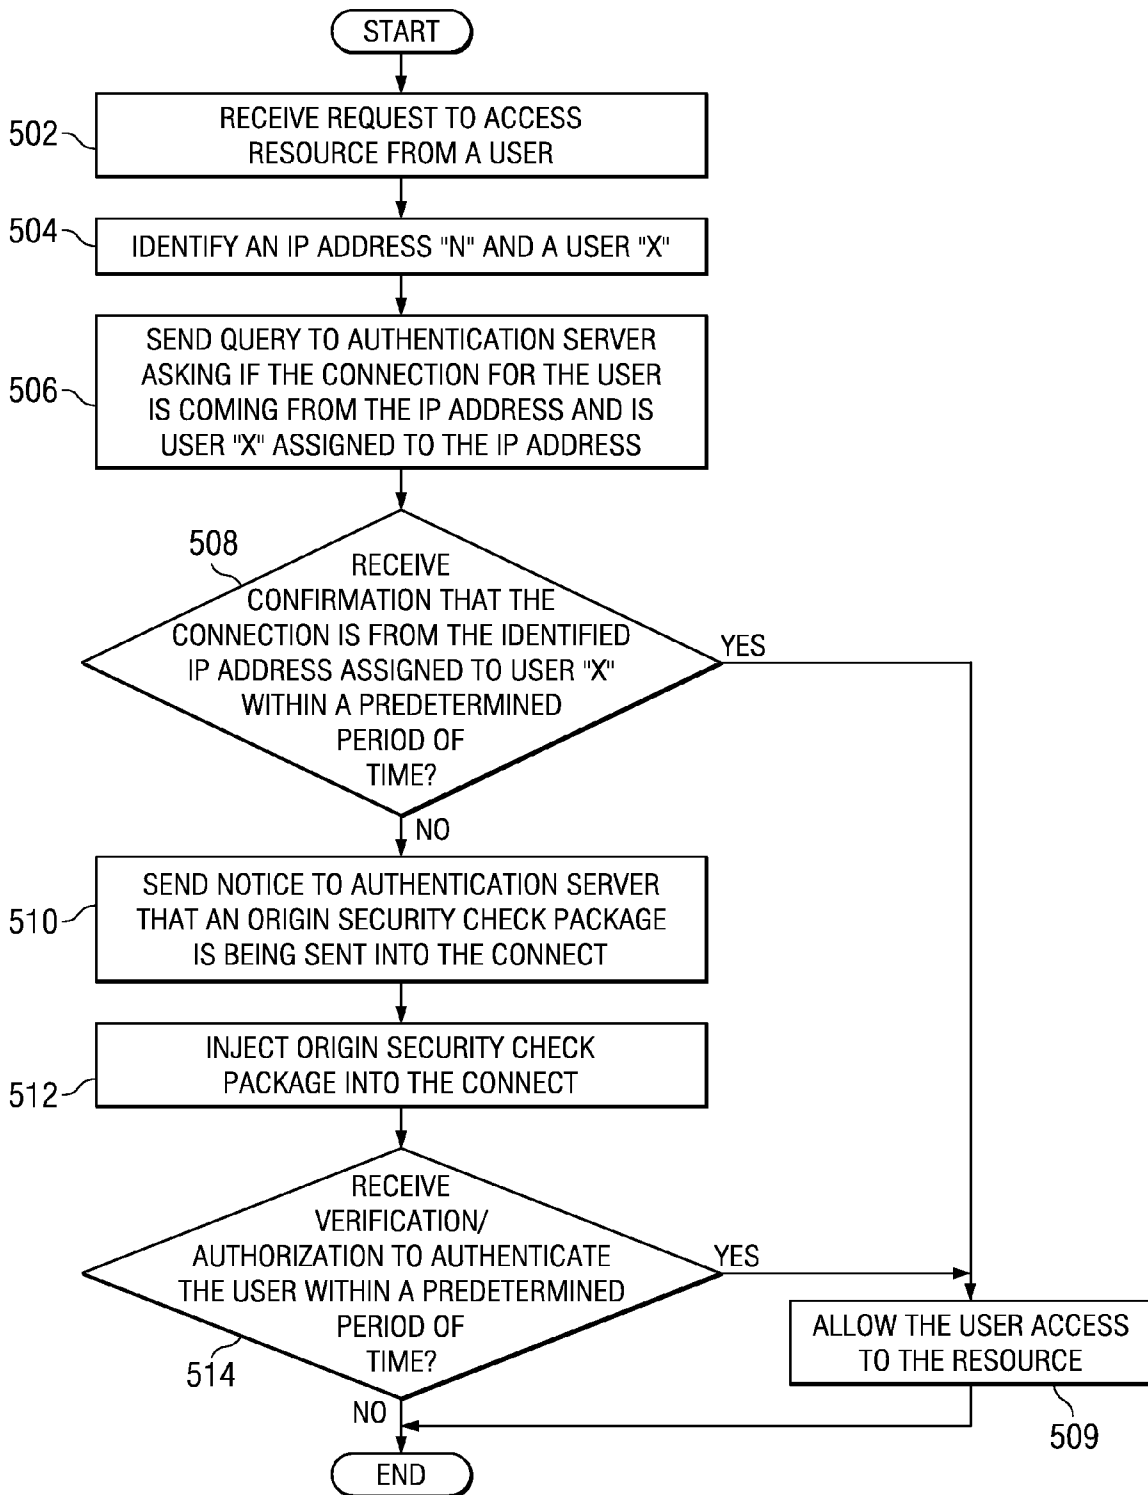 START
502
RECEIVE REQUEST TO ACCESS
RESOURCE FROM A USER
504
IDENTIFY AN IP ADDRESS "N" AND A USER "X"
506
SEND QUERY TO AUTHENTICATION SERVER
ASKING IF THE CONNECTION FOR THE USER
IS COMING FROM THE IP ADDRESS AND IS
USER "X" ASSIGNED TO THE IP ADDRESS
508
RECEIVE
CONFIRMATION THAT THE
CONNECTION IS FROM THE IDENTIFIED
IP ADDRESS ASSIGNED TO USER "X"
WITHIN A PREDETERMINED
PERIOD OF
TIME?
YES
NO
510
SEND NOTICE TO AUTHENTICATION SERVER
THAT AN ORIGIN SECURITY CHECK PACKAGE
IS BEING SENT INTO THE CONNECT
512
INJECT ORIGIN SECURITY CHECK
PACKAGE INTO THE CONNECT
RECEIVE
VERIFICATION/
AUTHORIZATION TO AUTHENTICATE
THE USER WITHIN A PREDETERMINED
PERIOD OF
TIME?
514
YES
ALLOW THE USER ACCESS
TO THE RESOURCE
509
NO
END